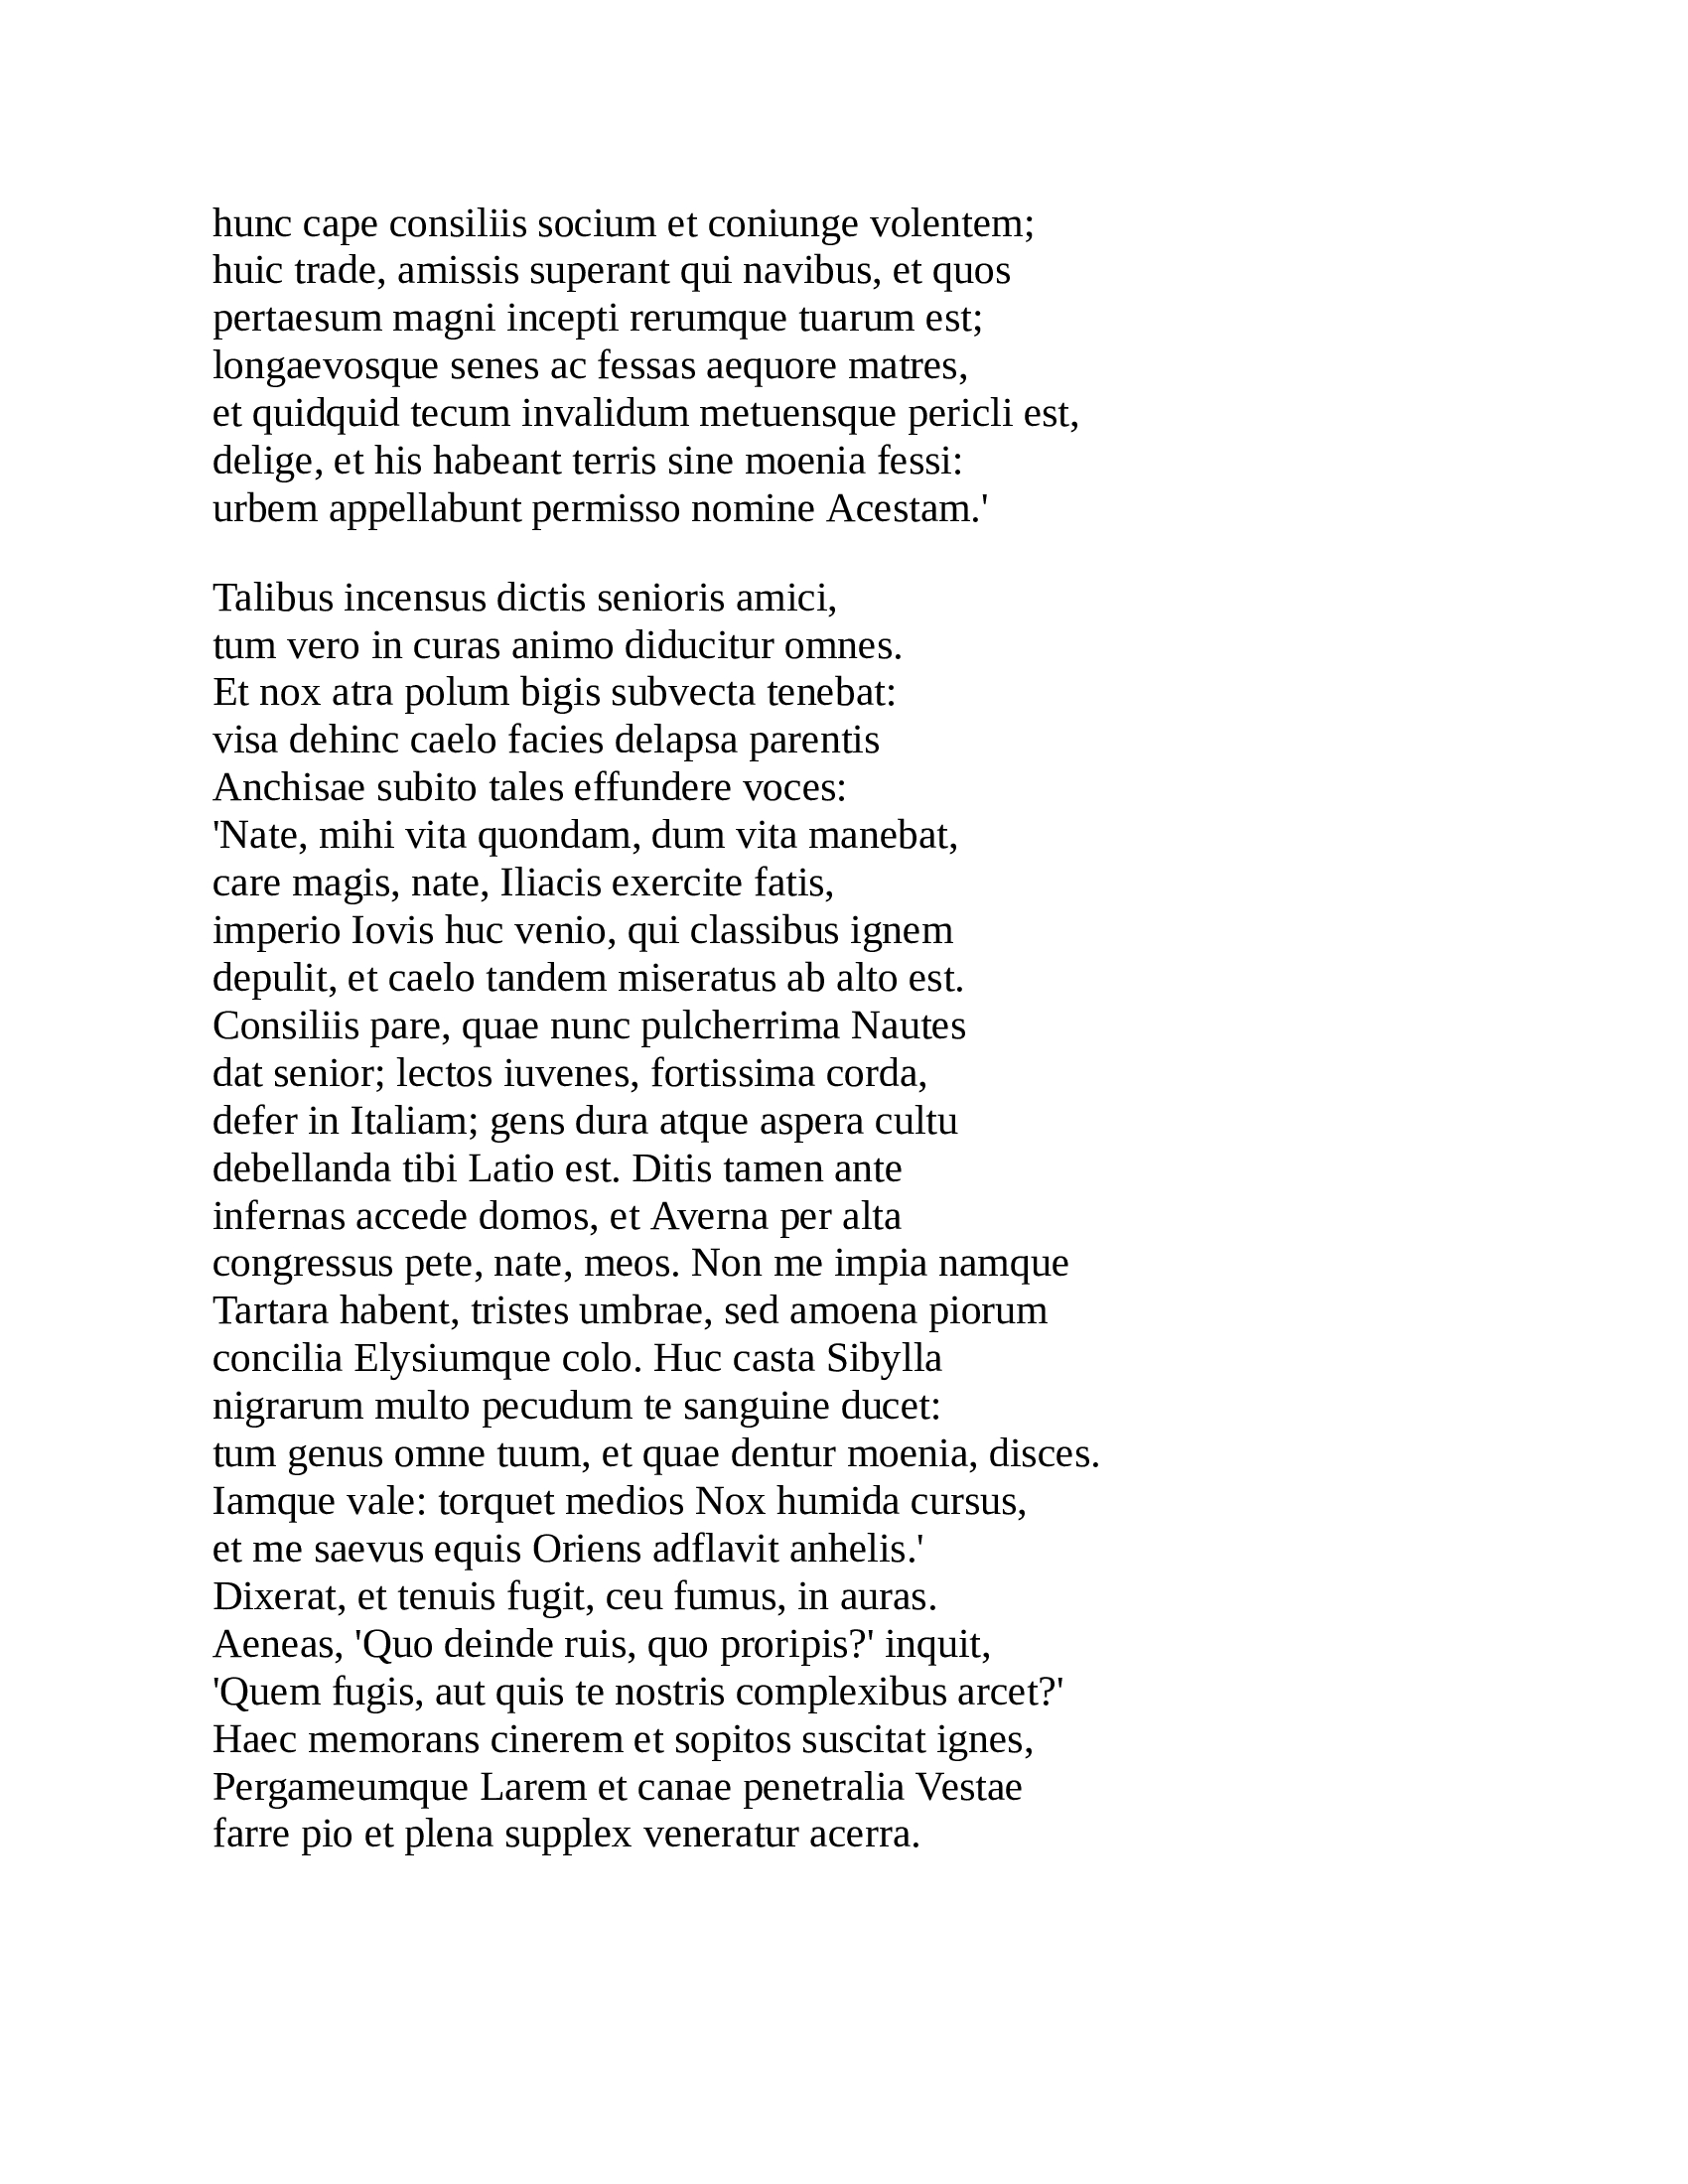 hunc cape consiliis socium et coniunge volentem;
huic trade, amissis superant qui navibus, et quos
pertaesum magni incepti rerumque tuarum est;
longaevosque senes ac fessas aequore matres,
et quidquid tecum invalidum metuensque pericli est,
delige, et his habeant terris sine moenia fessi:
urbem appellabunt permisso nomine Acestam.'

Talibus incensus dictis senioris amici,
tum vero in curas animo diducitur omnes.
Et nox atra polum bigis subvecta tenebat:
visa dehinc caelo facies delapsa parentis
Anchisae subito tales effundere voces:
'Nate, mihi vita quondam, dum vita manebat,
care magis, nate, Iliacis exercite fatis,
imperio Iovis huc venio, qui classibus ignem
depulit, et caelo tandem miseratus ab alto est.
Consiliis pare, quae nunc pulcherrima Nautes
dat senior; lectos iuvenes, fortissima corda,
defer in Italiam; gens dura atque aspera cultu
debellanda tibi Latio est. Ditis tamen ante
infernas accede domos, et Averna per alta
congressus pete, nate, meos. Non me impia namque
Tartara habent, tristes umbrae, sed amoena piorum
concilia Elysiumque colo. Huc casta Sibylla
nigrarum multo pecudum te sanguine ducet:
tum genus omne tuum, et quae dentur moenia, disces.
Iamque vale: torquet medios Nox humida cursus,
et me saevus equis Oriens adflavit anhelis.'
Dixerat, et tenuis fugit, ceu fumus, in auras.
Aeneas, 'Quo deinde ruis, quo proripis?' inquit,
'Quem fugis, aut quis te nostris complexibus arcet?'
Haec memorans cinerem et sopitos suscitat ignes,
Pergameumque Larem et canae penetralia Vestae
farre pio et plena supplex veneratur acerra.